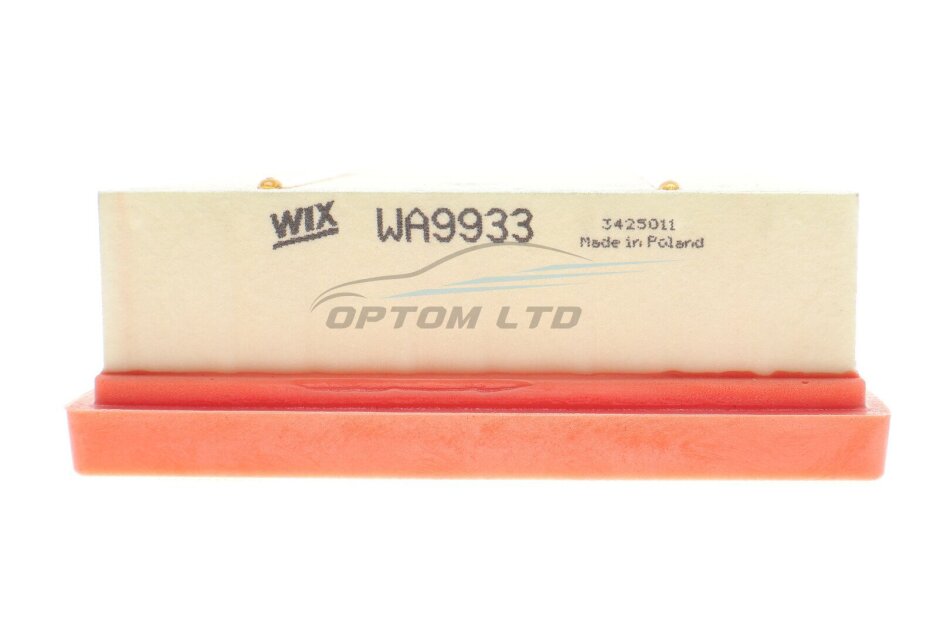 WIX WA9933 3425011
Made in Poland
OPTOM LTD